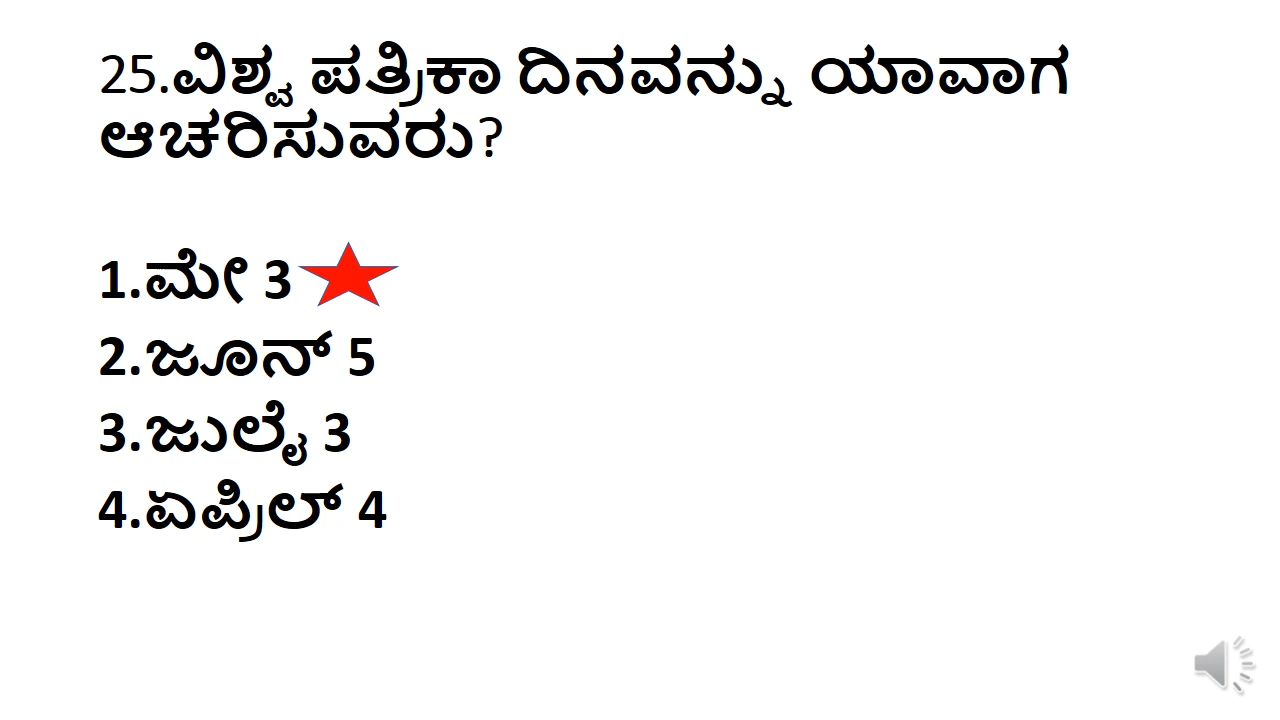 25.ವಿಶ್ವ ಪತ್ರಿಕಾ ದಿನವನ್ನು ಯಾವಾಗ
ಆಚರಿಸುವರು?
1.ಮೇ 3
2.ಜೂನ್ 5
3.ಜುಲೈ 3
4.ಏಪ್ರಿಲ್ 4